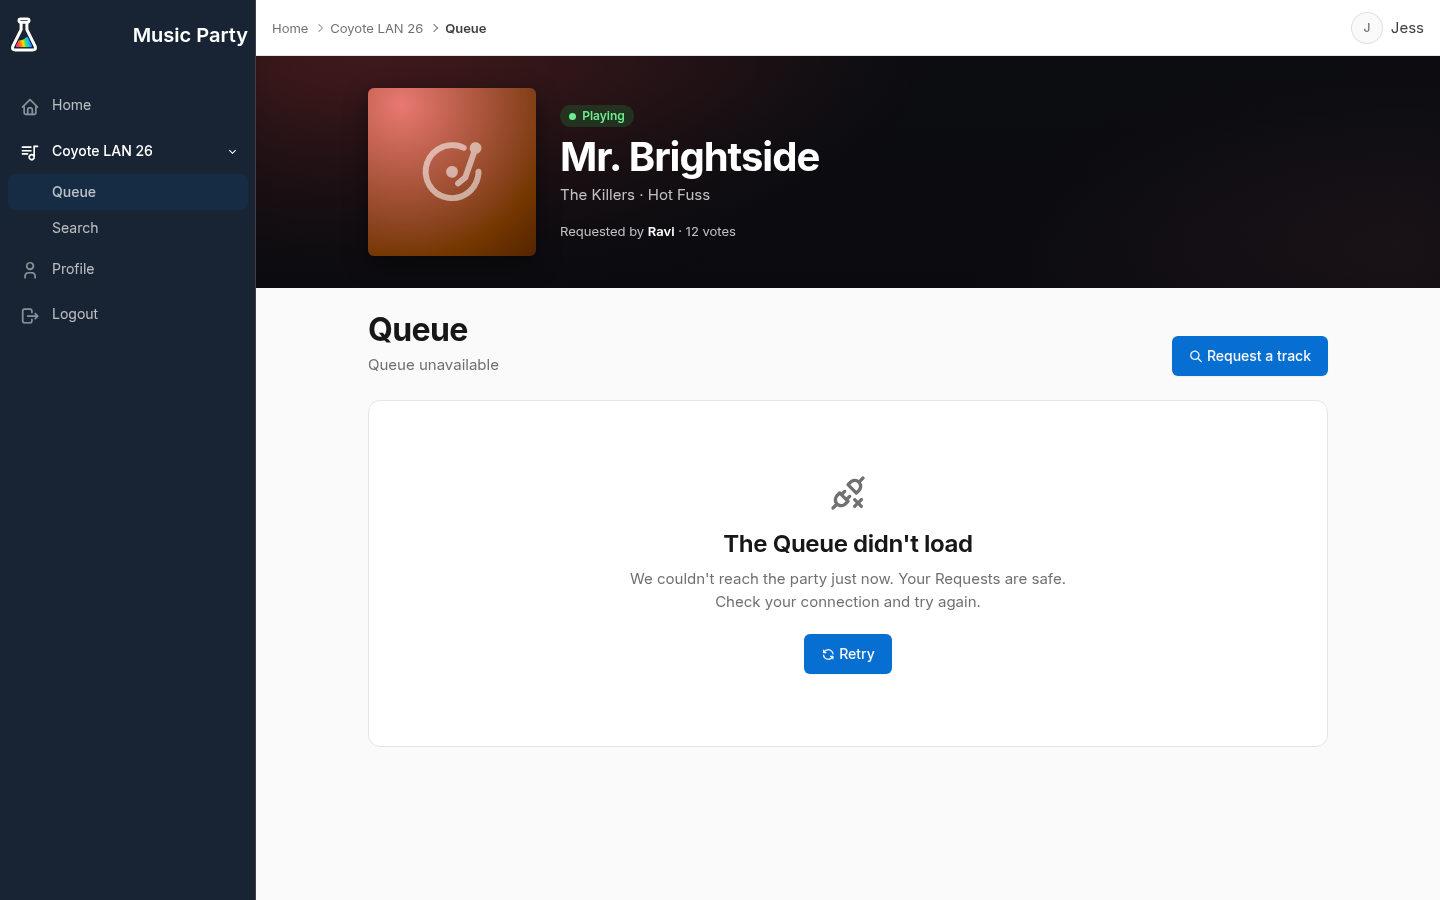 Music Party
Home
Coyote LAN 26
Queue
Search
Profile
Logout
Home > Coyote LAN 26 > Queue
J
Jess
Playing
Mr. Brightside
The Killers · Hot Fuss
Requested by Ravi · 12 votes
Queue
Queue unavailable
Request a track
The Queue didn't load
We couldn't reach the party just now. Your Requests are safe.
Check your connection and try again.
Retry